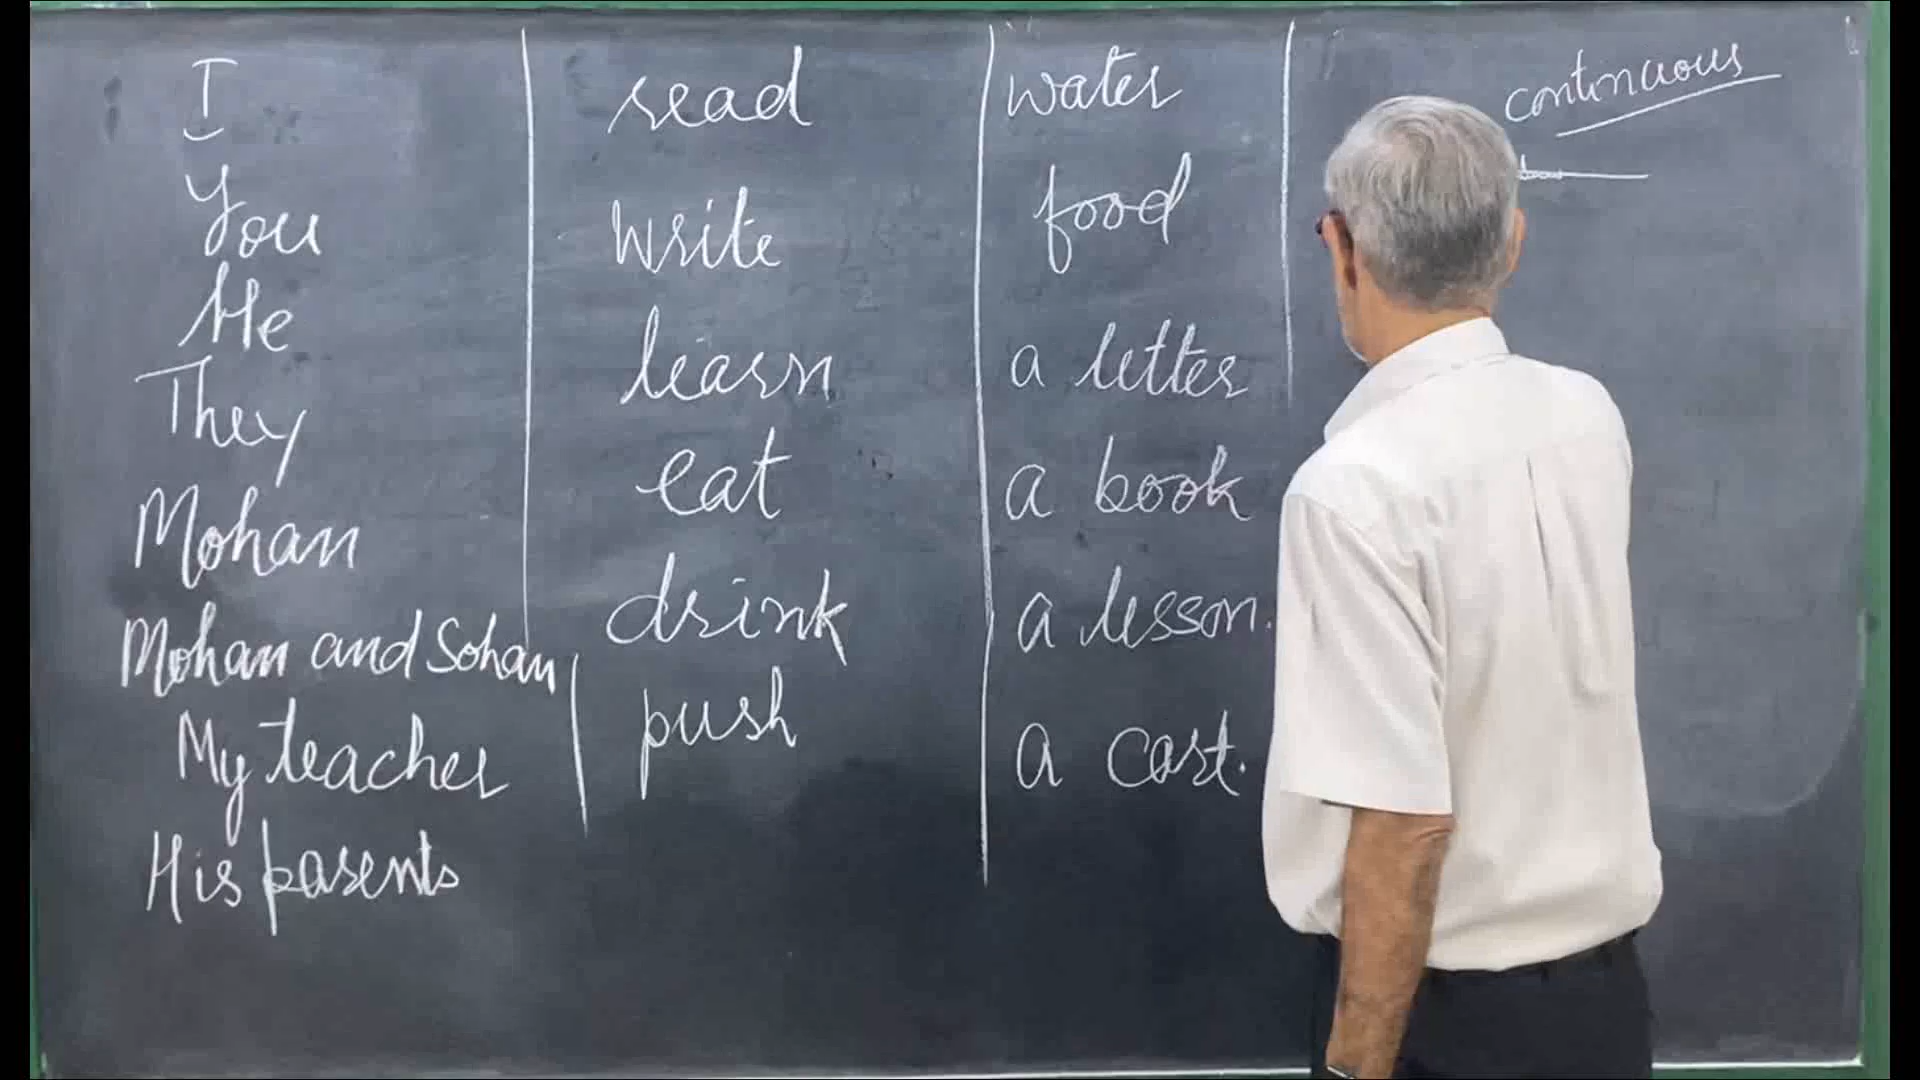 I read water continuous
You write food
He learn a letter
They eat a book
Mohan drink a lesson.
Mohan and Sohan push a cart.
My teacher
His parents